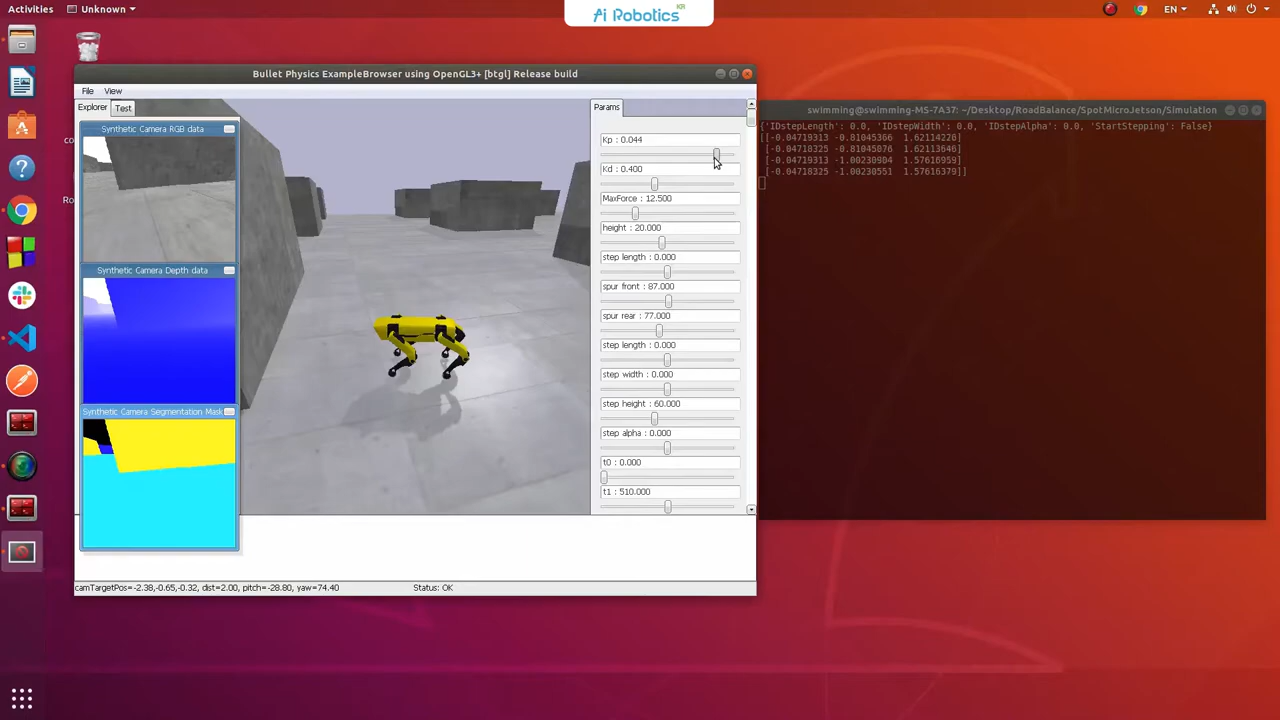 Activities
Unknown
Ai Robotics KR
EN
Bullet Physics ExampleBrowser using OpenGL3+ [btgl] Release build
File View
Explorer Test
Params
Synthetic Camera RGB data
Synthetic Camera Depth data
Synthetic Camera Segmentation Mask
Kp : 0.044
Kd : 0.400
MaxForce : 12.500
height : 20.000
step length : 0.000
spur front : 87.000
spur rear : 77.000
step length : 0.000
step width : 0.000
step height : 60.000
step alpha : 0.000
t0 : 0.000
t1 : 510.000
camTargetPos=-2.38,-0.65,-0.32, dist=2.00, pitch=-28.80, yaw=74.40
Status: OK
swimming@swimming-MS-7A37: ~/Desktop/RoadBalance/SpotMicroJetson/Simulation
{'IDstepLength': 0.0, 'IDstepWidth': 0.0, 'IDstepAlpha': 0.0, 'StartStepping': False}
[[-0.04719313 -0.81045366 1.62114226]
[-0.04718325 -0.81045076 1.62113646]
[-0.04719313 -1.00230904 1.57616959]
[-0.04718325 -1.00230551 1.57616379]]